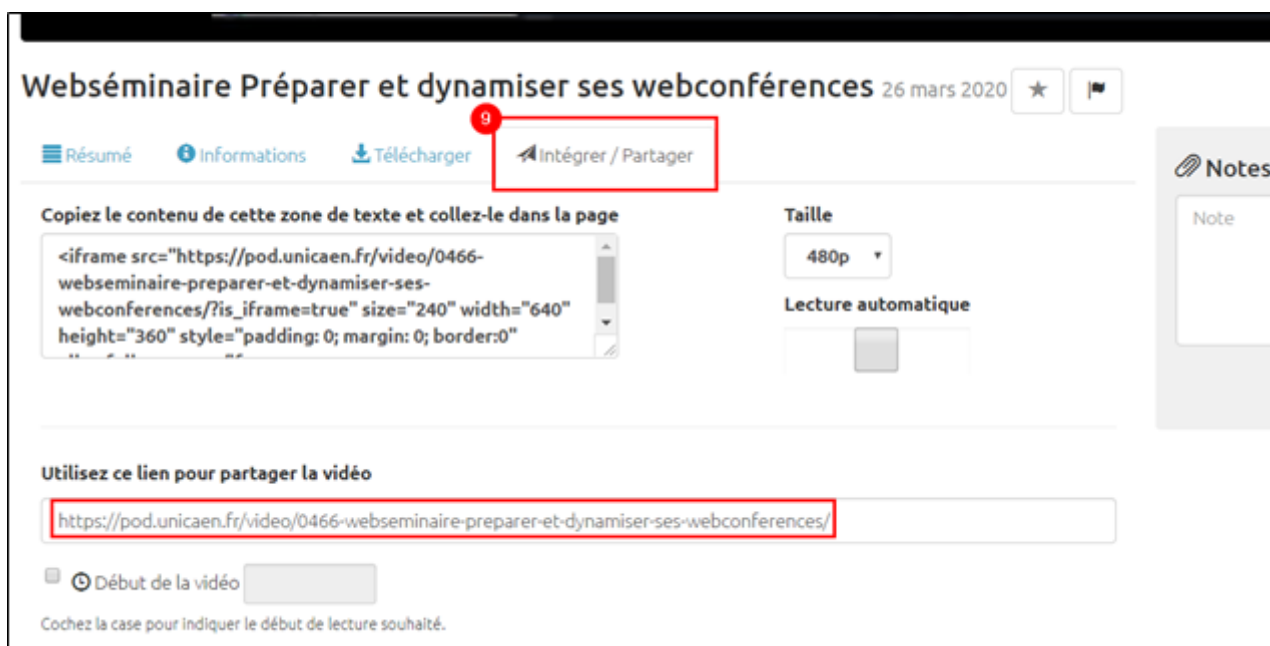 Webséminaire Préparer et dynamiser ses webconférences 26 mars 2020
9
Résumé Informations Télécharger Intégrer / Partager
Notes
Copiez le contenu de cette zone de texte et collez-le dans la page
Taille
Note
<iframe src="https://pod.unicaen.fr/video/0466-
webseminaire-preparer-et-dynamiser-ses-
webconferences/?is_iframe=true" size="240" width="640"
height="360" style="padding: 0; margin: 0; border:0"
480p
Lecture automatique
Utilisez ce lien pour partager la vidéo
https://pod.unicaen.fr/video/0466-webseminaire-preparer-et-dynamiser-ses-webconferences/
Début de la vidéo
Cochez la case pour indiquer le début de lecture souhaité.